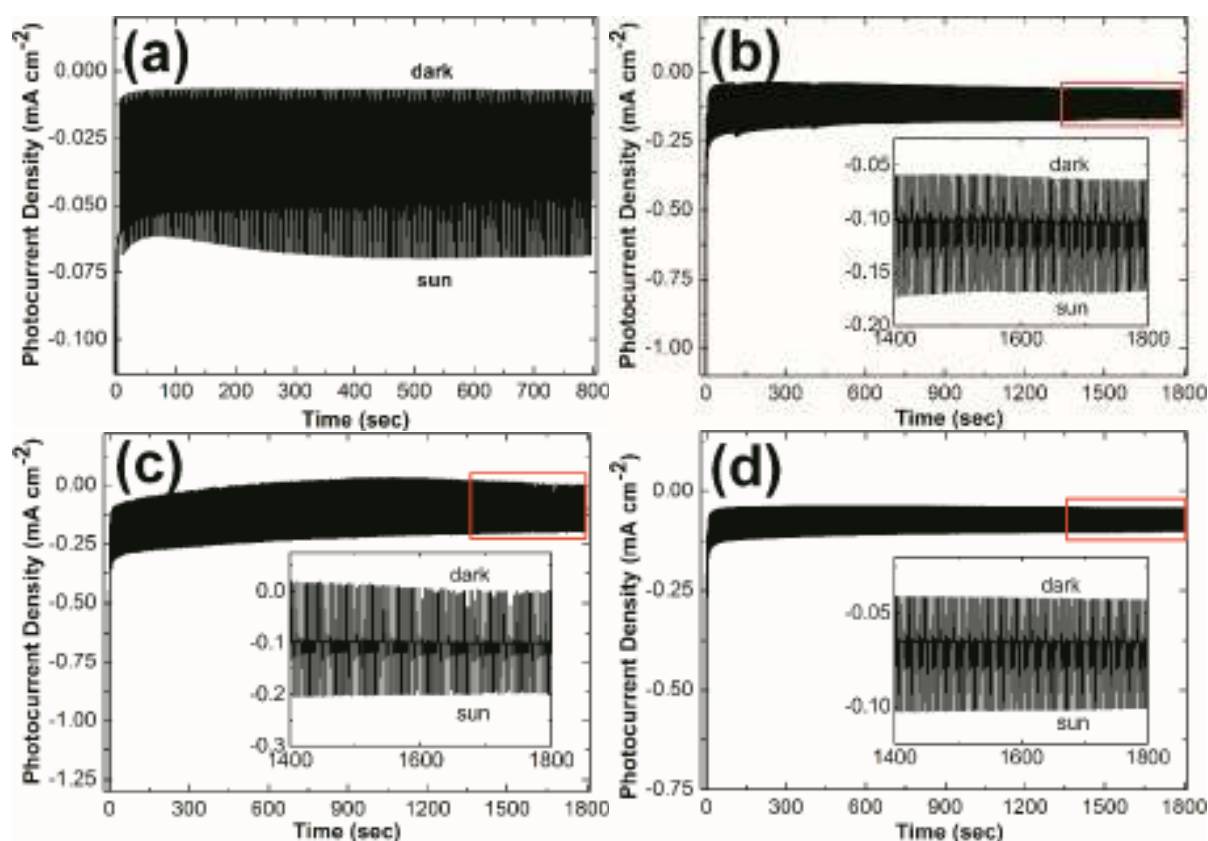 (a)
dark
sun
0.000
-0.025
-0.050
-0.075
-0.100
Photocurrent Density (mA cm-2)
0 100 200 300 400 500 600 700 800
Time (sec)
(b)
0.00
-0.25
-0.50
-0.75
-1.00
Photocurrent Density (mA cm-2)
0 300 600 900 1200 1500 1800
Time (sec)
-0.05
-0.10
-0.15
-0.20
dark
sun
1400 1600 1800
(c)
0.00
-0.25
-0.50
-0.75
-1.00
-1.25
Photocurrent Density (mA cm-2)
0 300 600 900 1200 1500 1800
Time (sec)
0.0
-0.1
-0.2
-0.3
dark
sun
1400 1600 1800
(d)
0.00
-0.25
-0.50
-0.75
Photocurrent Density (mA cm-2)
0 300 600 900 1200 1500 1800
Time (sec)
-0.05
-0.10
dark
sun
1400 1600 1800